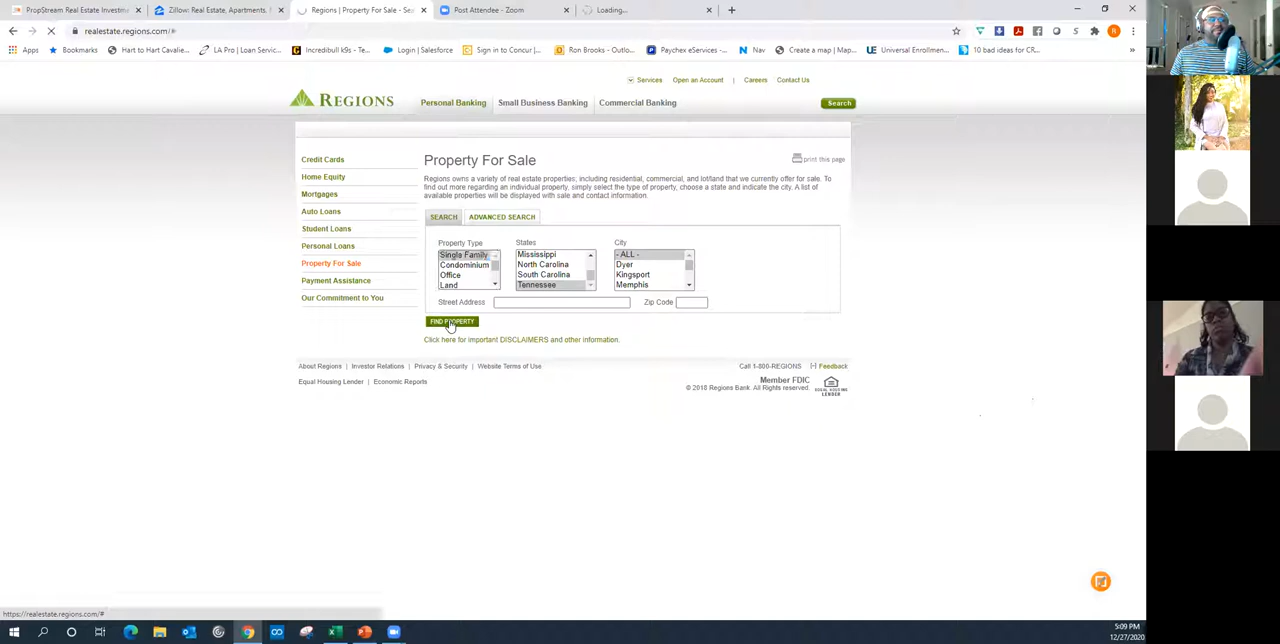 PropStream Real Estate Investm
Zillow: Real Estate, Apartments,
Regions | Property For Sale - Se
Post Attendee - Zoom
Loading...
realestate.regions.com/#
Apps
Bookmarks
Hart to Hart Cavalie...
LA Pro | Loan Servic...
Incredibull k9s - Te...
Login | Salesforce
Sign in to Concur |...
Ron Brooks - Outlo...
Paychex eServices -...
Nav
Create a map | Map...
Universal Enrollmen...
10 bad ideas for CR...
Services
Open an Account
|
Careers
Contact Us
REGIONS
Personal Banking
Small Business Banking
Commercial Banking
Search
Credit Cards
Home Equity
Mortgages
Auto Loans
Student Loans
Personal Loans
Property For Sale
Payment Assistance
Our Commitment to You
Property For Sale
print this page
Regions owns a variety of real estate properties, including residential, commercial, and lot/land that we currently offer for sale. To
find out more regarding an individual property, simply select the type of property, choose a state and indicate the city. A list of
available properties will be displayed with sale and contact information.
SEARCH
ADVANCED SEARCH
Property Type
States
City
Single Family
Condominium
Office
Land
Mississippi
North Carolina
South Carolina
Tennessee
- ALL -
Dyer
Kingsport
Memphis
Street Address
Zip Code
FIND PROPERTY
Click here for important DISCLAIMERS and other information.
About Regions | Investor Relations | Privacy & Security | Website Terms of Use
Call 1-800-REGIONS
[+] Feedback
Equal Housing Lender | Economic Reports
Member FDIC
© 2018 Regions Bank. All Rights reserved.
EQUAL HOUSING
LENDER
https://realestate.regions.com/#
5:09 PM
12/27/2020